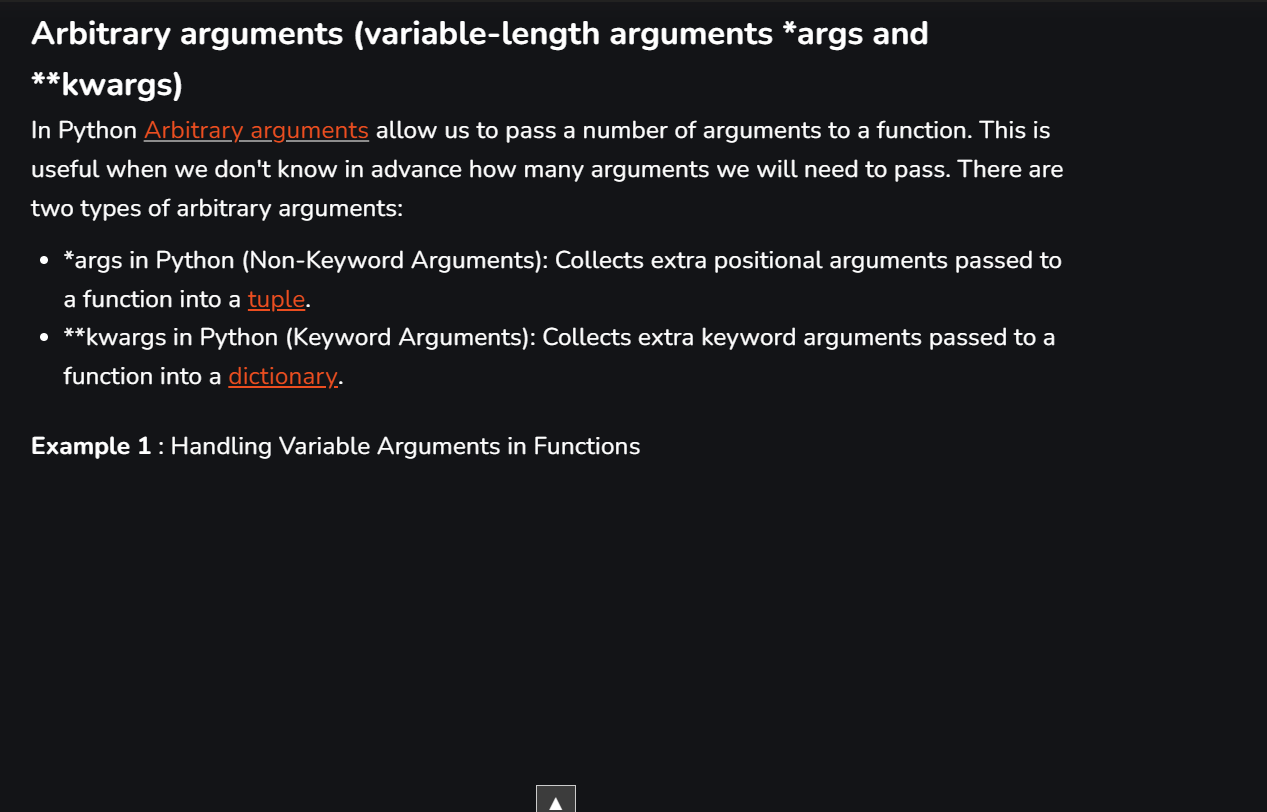 Arbitrary arguments (variable-length arguments *args and
**kwargs)
In Python Arbitrary arguments allow us to pass a number of arguments to a function. This is
useful when we don't know in advance how many arguments we will need to pass. There are
two types of arbitrary arguments:
• *args in Python (Non-Keyword Arguments): Collects extra positional arguments passed to
a function into a tuple.
• **kwargs in Python (Keyword Arguments): Collects extra keyword arguments passed to a
function into a dictionary.
Example 1 : Handling Variable Arguments in Functions